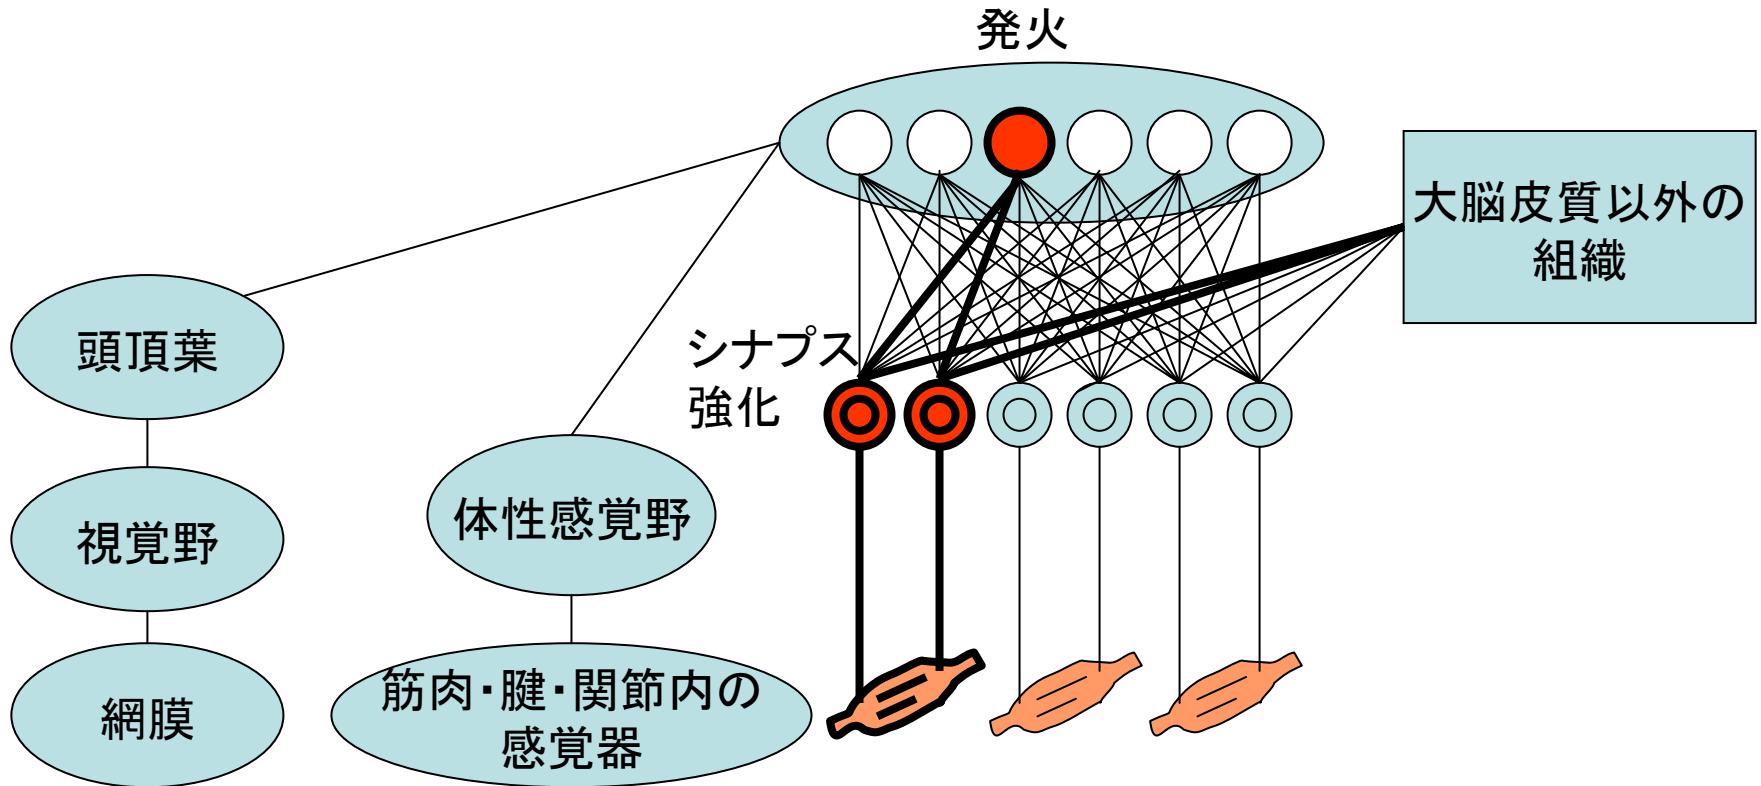 発火
大脳皮質以外の
組織
頭頂葉
シナプス
強化
視覚野
体性感覚野
網膜
筋肉・腱・関節内の
感覚器